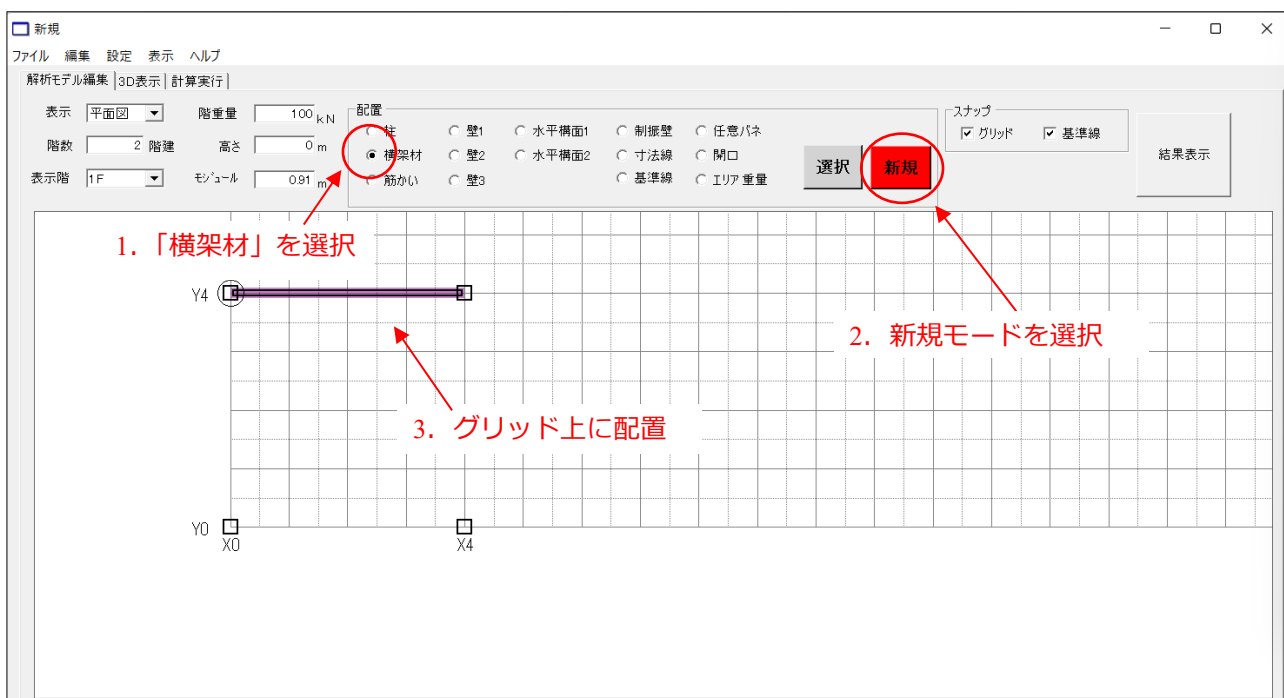 新規
ファイル 編集 設定 表示 ヘルプ
解析モデル編集 3D表示 計算実行
表示 平面図 階重量 100 kN
階数 2 階建 高さ 0 m
表示階 1F モジュール 0.91 m
配置
柱 壁1 水平構面1 制振壁 任意バネ
横架材 壁2 水平構面2 寸法線 開口
筋かい 壁3 基準線 エリア重量
選択 新規
スナップ
グリッド 基準線
結果表示
1.「横架材」を選択
2. 新規モードを選択
3. グリッド上に配置
Y4
Y0
X0 X4